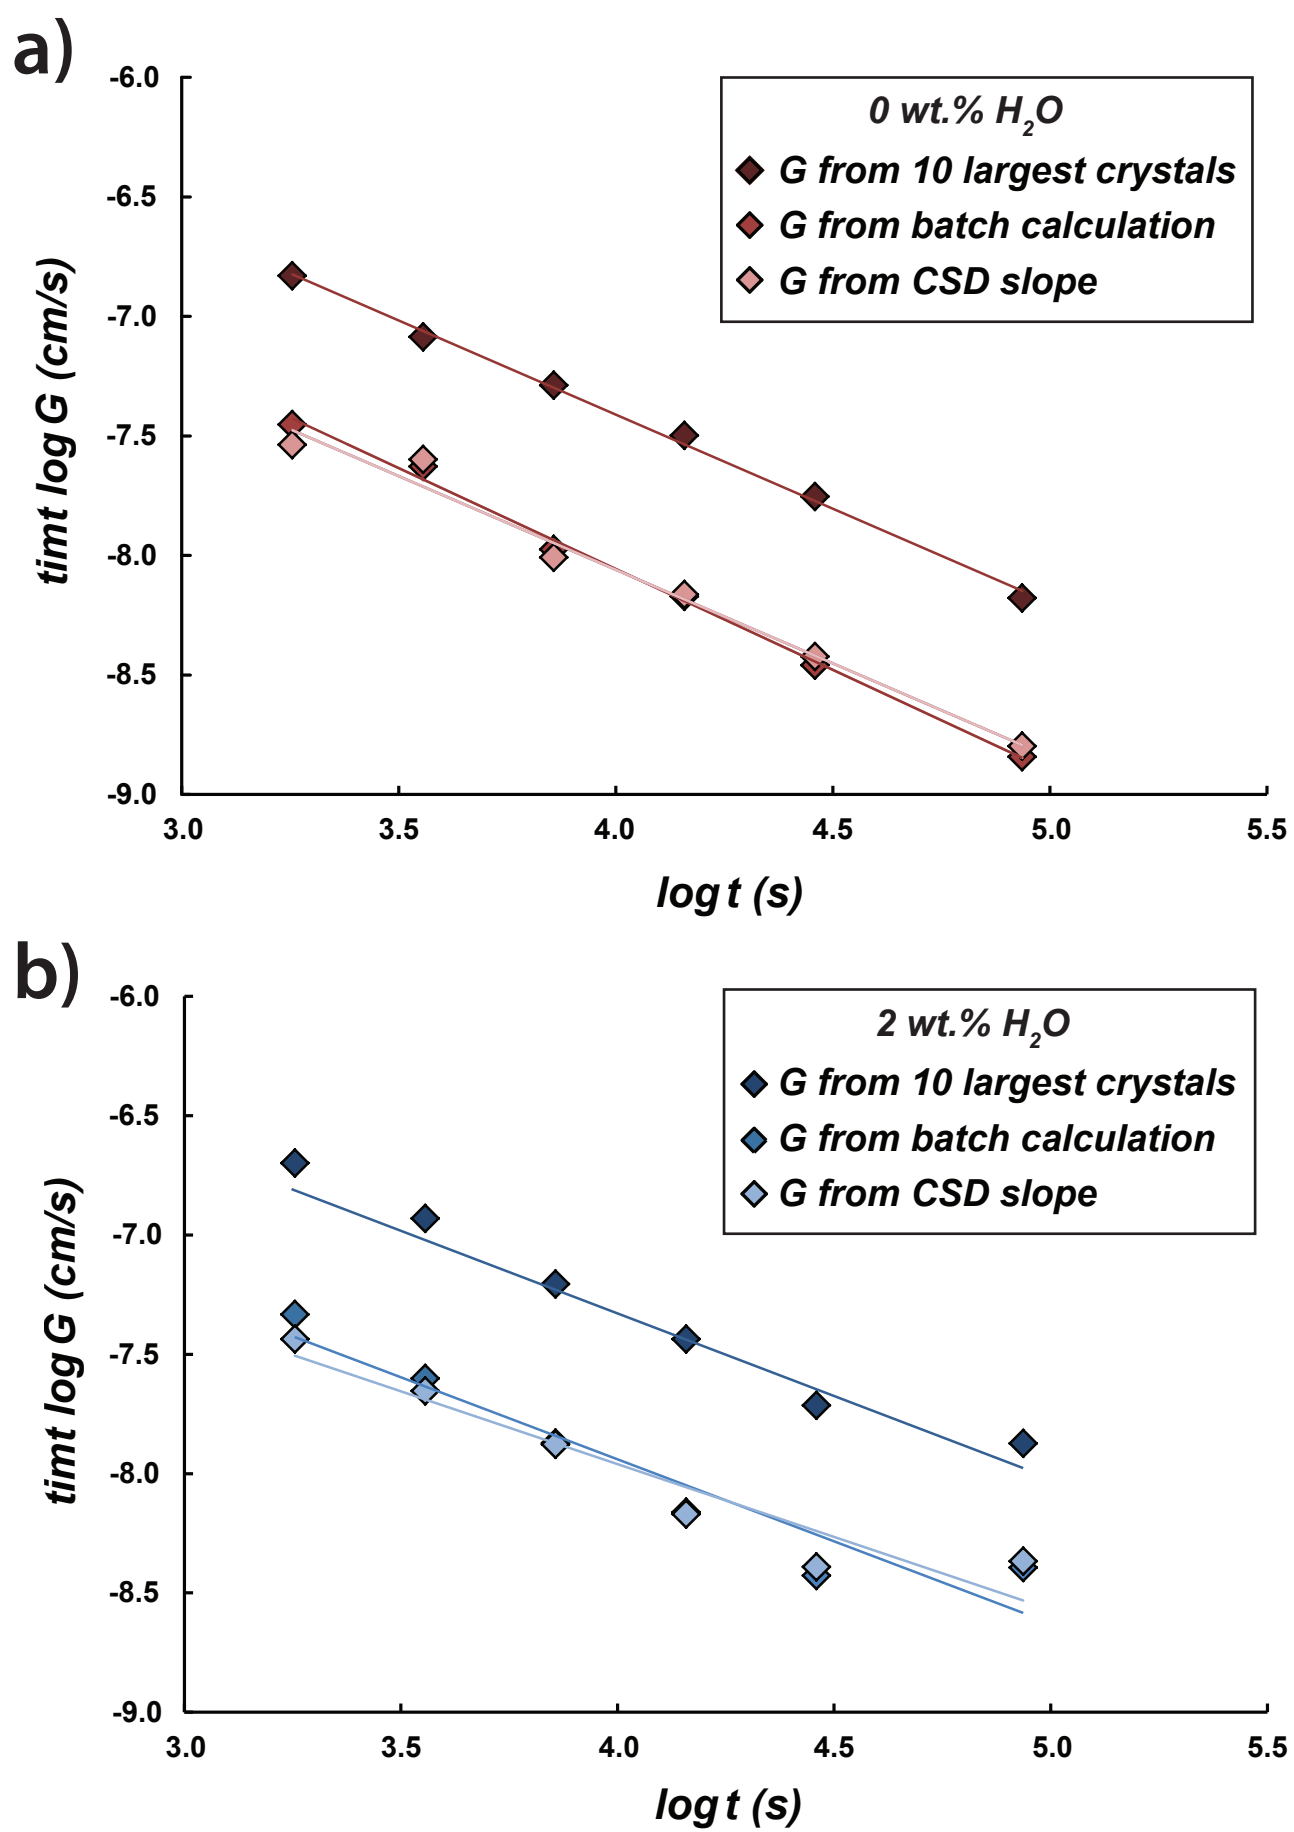 a)
-6.0
-6.5
-7.0
-7.5
-8.0
-8.5
-9.0
timt log G (cm/s)
0 wt.% H₂O
G from 10 largest crystals
G from batch calculation
G from CSD slope
3.0 3.5 4.0 4.5 5.0 5.5
log t (s)
b)
-6.0
-6.5
-7.0
-7.5
-8.0
-8.5
-9.0
timt log G (cm/s)
2 wt.% H₂O
G from 10 largest crystals
G from batch calculation
G from CSD slope
3.0 3.5 4.0 4.5 5.0 5.5
log t (s)